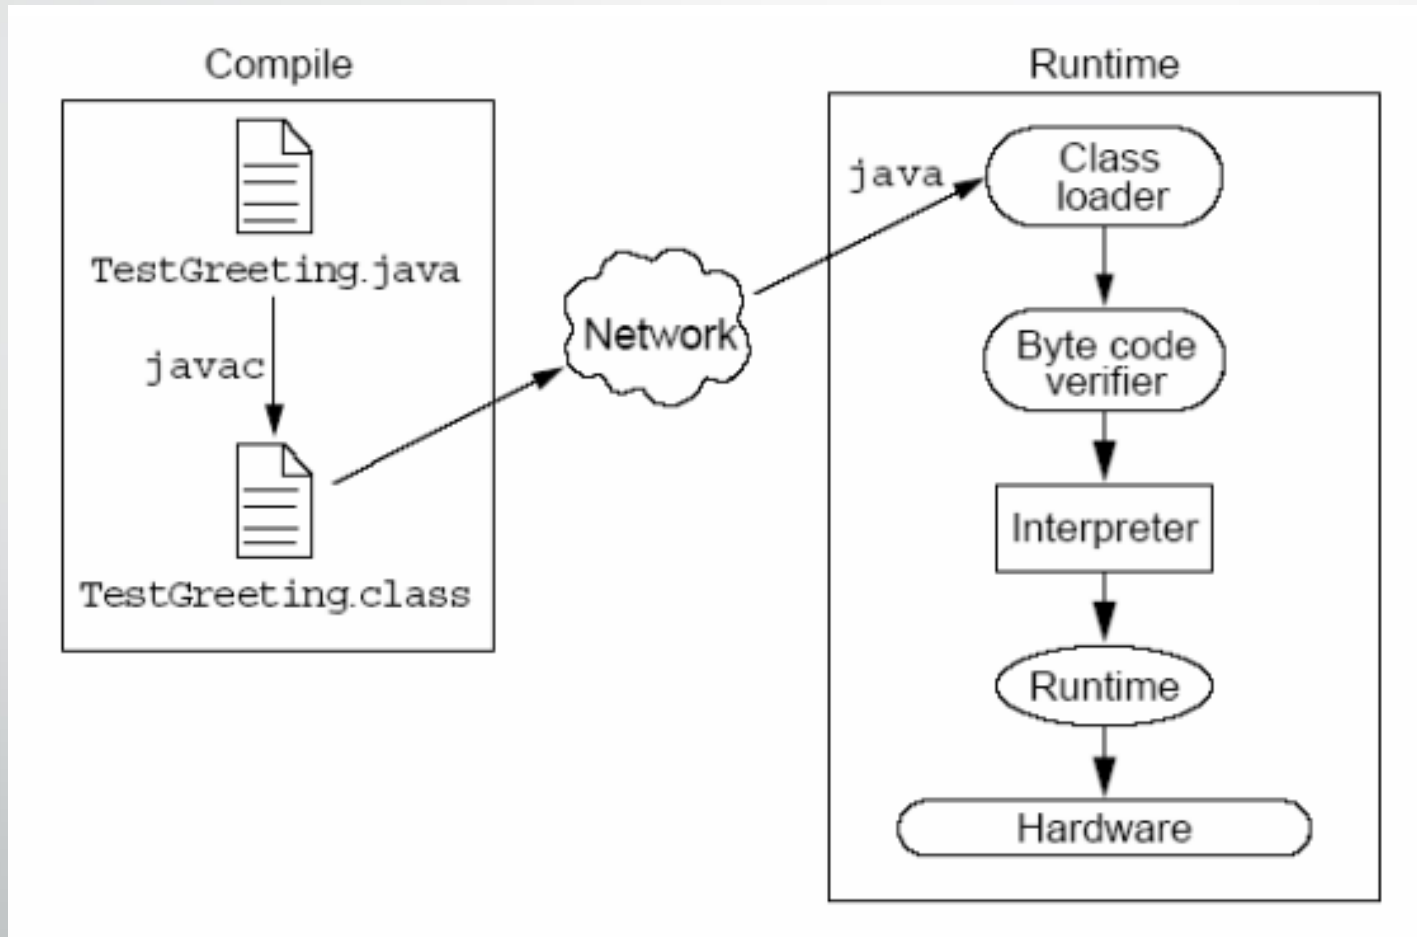 Compile
TestGreeting.java
javac
TestGreeting.class
Network
Runtime
java
Class
loader
Byte code
verifier
Interpreter
Runtime
Hardware